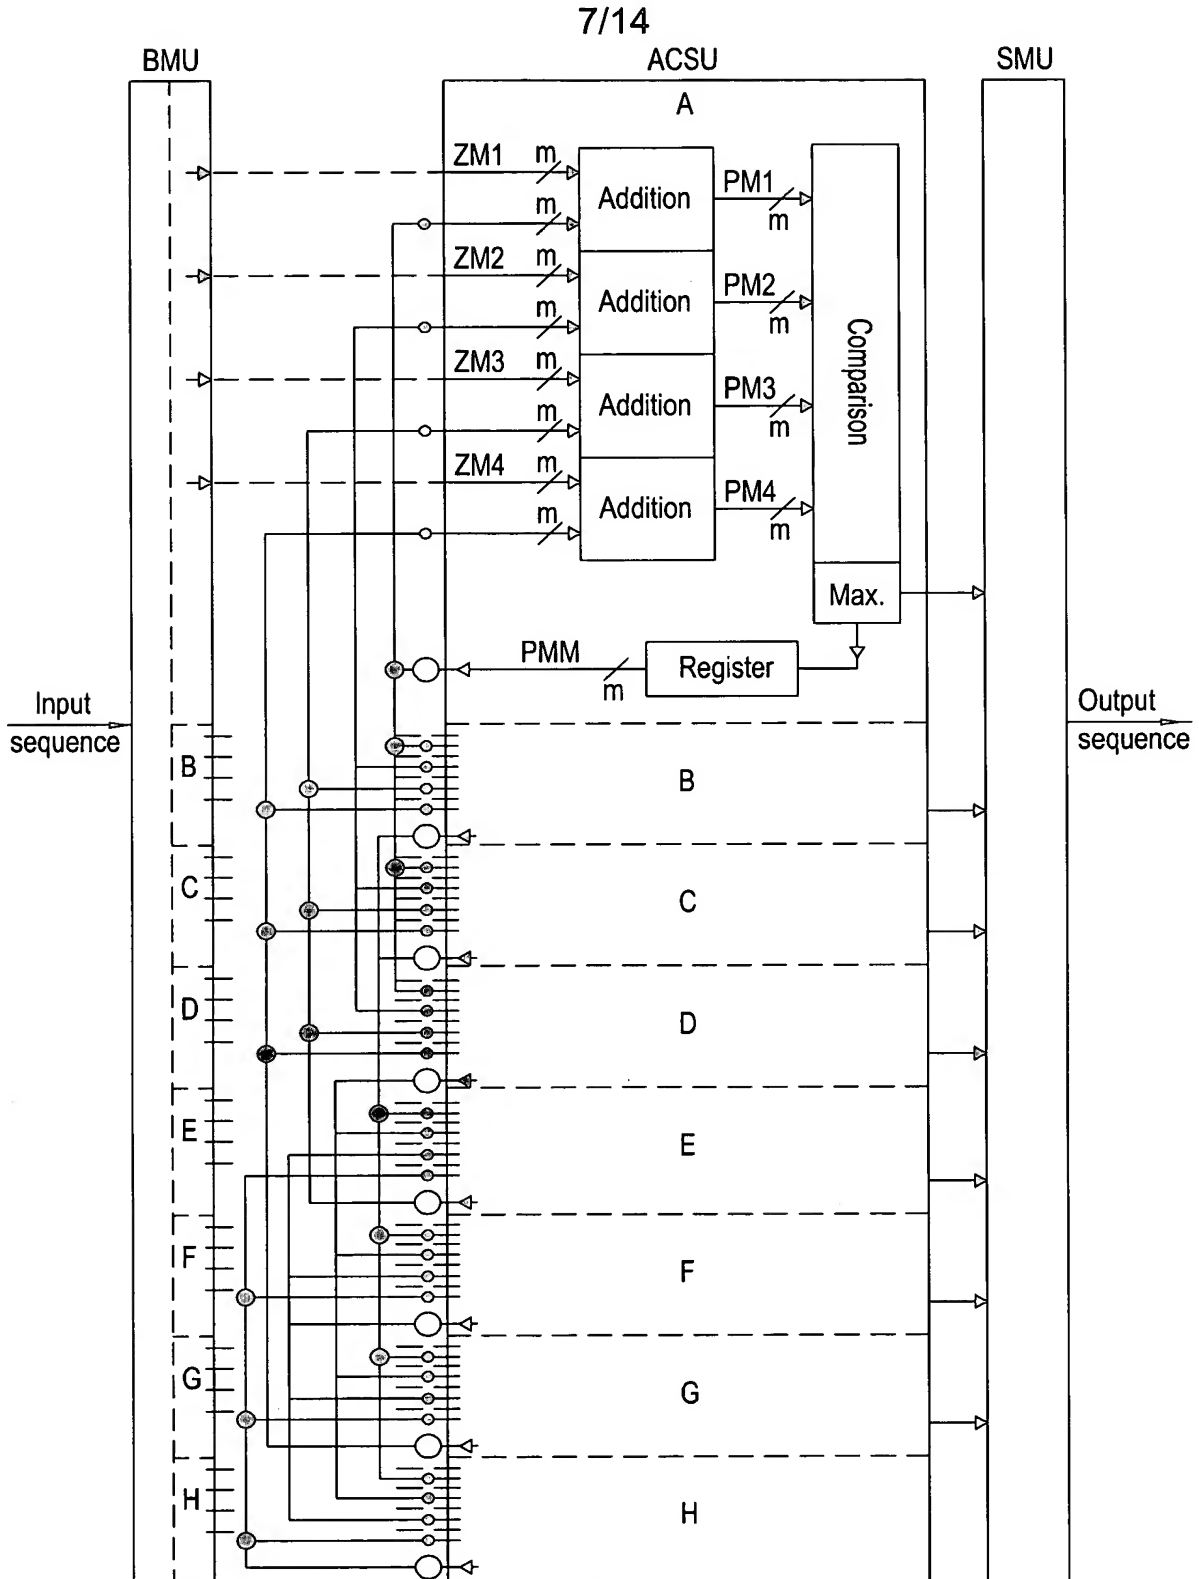 7/14
BMU
ACSU
SMU
A
ZM1
m
Addition
PM1
m
m
ZM2
m
Addition
PM2
m
m
Comparison
ZM3
m
Addition
PM3
m
m
ZM4
m
Addition
PM4
m
m
Max.
PMM
m
Register
Input
sequence
Output
sequence
B
B
C
C
D
D
E
E
F
F
G
G
H
H